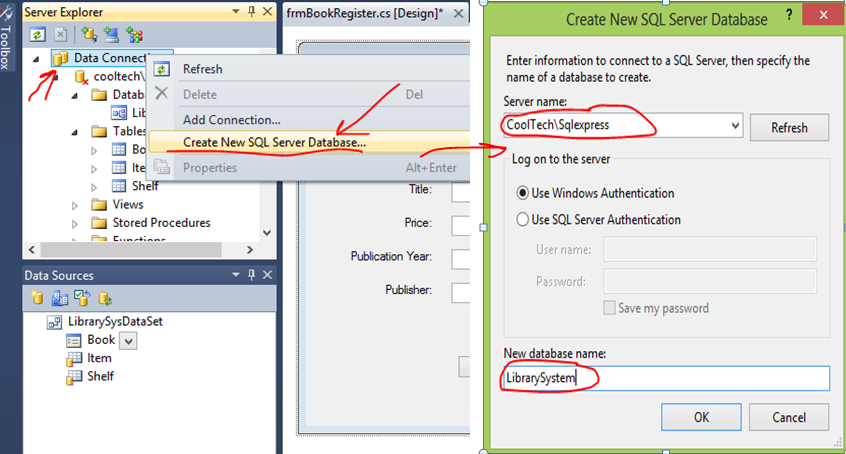 Toolbox
Server Explorer
Data Connec
cooltech\
Datab
Lib
Tables
Bo
Ite
Shelf
Views
Stored Procedures
Functions
Refresh
Delete Del
Add Connection...
Create New SQL Server Database...
Properties Alt+Enter
Data Sources
LibrarySysDataSet
Book
Item
Shelf
frmBookRegister.cs [Design]*
Title:
Price:
Publication Year:
Publisher:
Create New SQL Server Database
Enter information to connect to a SQL Server, then specify the
name of a database to create.
Server name:
CoolTech\Sqlexpress
Refresh
Log on to the server
Use Windows Authentication
Use SQL Server Authentication
User name:
Password:
Save my password
New database name:
LibrarySystem
OK Cancel